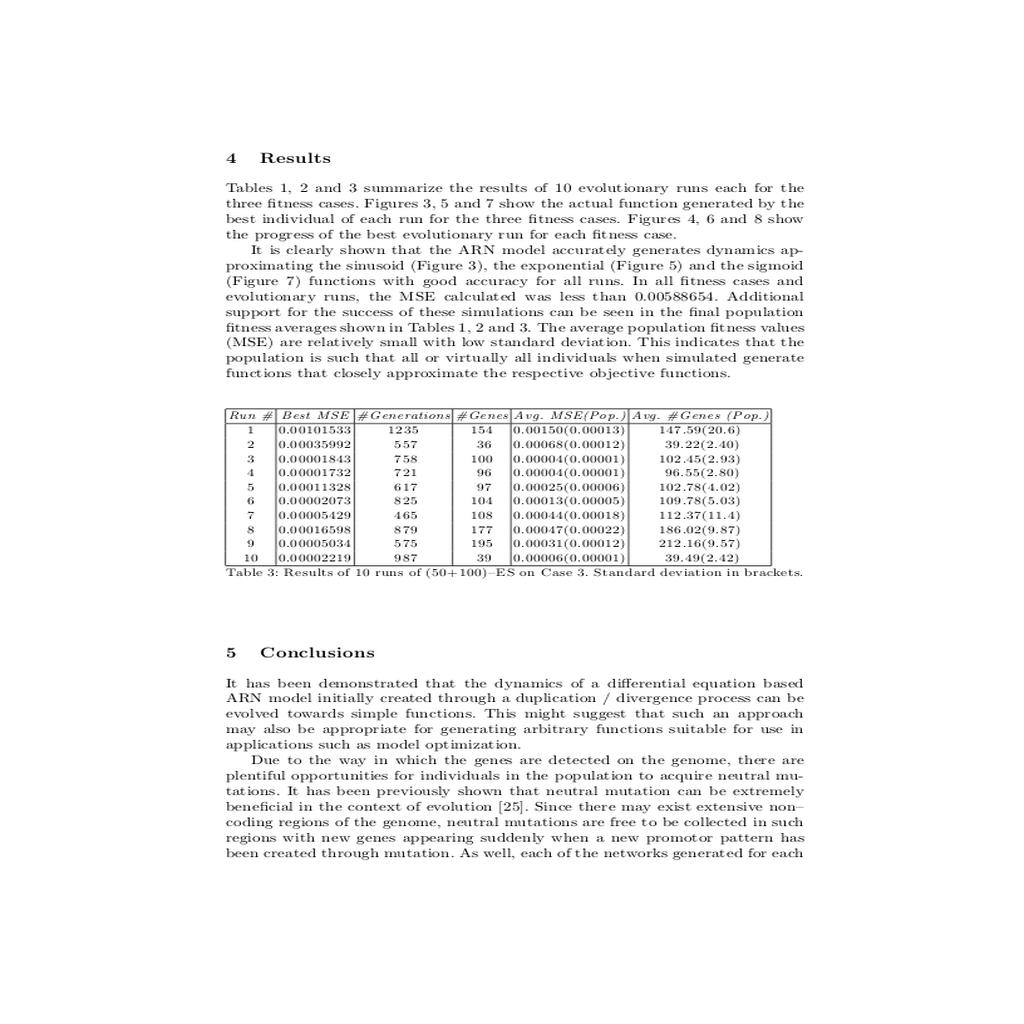 4 Results
Tables 1, 2 and 3 summarize the results of 10 evolutionary runs each for the
three fitness cases. Figures 3, 5 and 7 show the actual function generated by the
best individual of each run for the three fitness cases. Figures 4, 6 and 8 show
the progress of the best evolutionary run for each fitness case.
It is clearly shown that the ARN model accurately generates dynamics ap-
proximating the sinusoid (Figure 3), the exponential (Figure 5) and the sigmoid
(Figure 7) functions with good accuracy for all runs. In all fitness cases and
evolutionary runs, the MSE calculated was less than 0.00588654. Additional
support for the success of these simulations can be seen in the final population
fitness averages shown in Tables 1, 2 and 3. The average population fitness values
(MSE) are relatively small with low standard deviation. This indicates that the
population is such that all or virtually all individuals when simulated generate
functions that closely approximate the respective objective functions.
Run # Best MSE #Generations #Genes Avg. MSE(Pop.) Avg. #Genes (Pop.)
1 0.00101533 1235 154 0.00150(0.00013) 147.59(20.6)
2 0.00035992 557 36 0.00068(0.00012) 39.22(2.40)
3 0.00001843 758 100 0.00004(0.00001) 102.45(2.93)
4 0.00001732 721 96 0.00004(0.00001) 96.55(2.80)
5 0.00011328 617 97 0.00025(0.00006) 102.78(4.02)
6 0.00002073 825 104 0.00013(0.00005) 109.78(5.03)
7 0.00005429 465 108 0.00044(0.00018) 112.37(11.4)
8 0.00016598 879 177 0.00047(0.00022) 186.02(9.87)
9 0.00005034 575 195 0.00031(0.00012) 212.16(9.57)
10 0.00002219 987 39 0.00006(0.00001) 39.49(2.42)
Table 3: Results of 10 runs of (50+100)–ES on Case 3. Standard deviation in brackets.
5 Conclusions
It has been demonstrated that the dynamics of a differential equation based
ARN model initially created through a duplication / divergence process can be
evolved towards simple functions. This might suggest that such an approach
may also be appropriate for generating arbitrary functions suitable for use in
applications such as model optimization.
Due to the way in which the genes are detected on the genome, there are
plentiful opportunities for individuals in the population to acquire neutral mu-
tations. It has been previously shown that neutral mutation can be extremely
beneficial in the context of evolution [25]. Since there may exist extensive non–
coding regions of the genome, neutral mutations are free to be collected in such
regions with new genes appearing suddenly when a new promotor pattern has
been created through mutation. As well, each of the networks generated for each